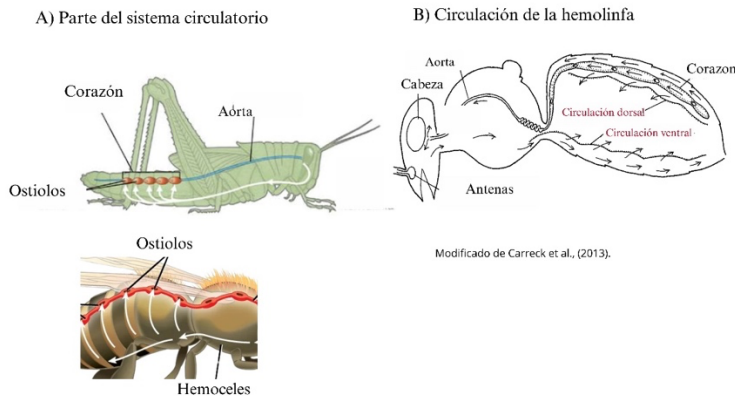 A) Parte del sistema circulatorio
Corazón
Aórta
Ostiolos
Ostiolos
Hemoceles
B) Circulación de la hemolinfa
Aorta
Cabeza
Corazon
Circulación dorsal
Circulación ventral
Antenas
Modificado de Carreck et al., (2013).